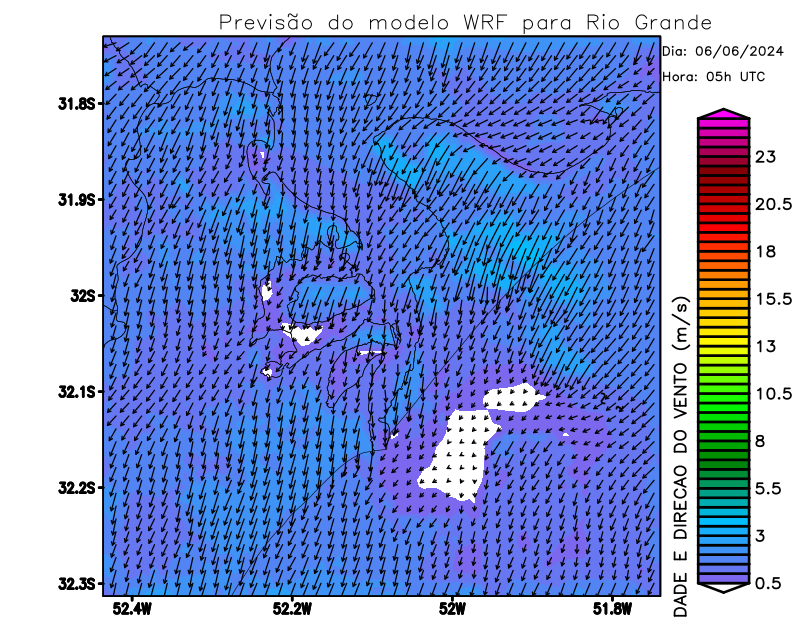 Previsão do modelo WRF para Rio Grande
Dia: 06/06/2024
Hora: 05h UTC
31.8S
31.9S
32S
32.1S
32.2S
32.3S
52.4W
52.2W
52W
51.8W
23
20.5
18
15.5
13
10.5
8
5.5
3
0.5
DADE E DIRECAO DO VENTO (m/s)